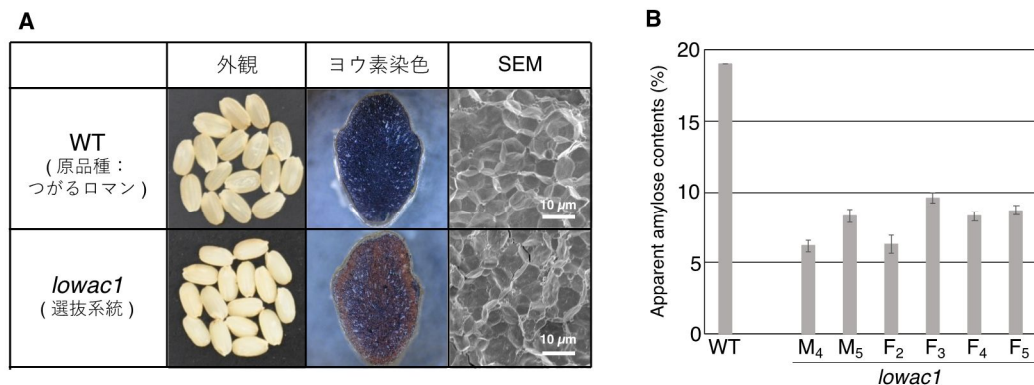 A
外観 ヨウ素染色 SEM
WT
( 原品種：
つがるロマン )
10 µm
lowac1
( 選抜系統 )
10 µm
B
Apparent amylose contents (%)
20
15
10
5
0
WT M4 M5 F2 F3 F4 F5
lowac1